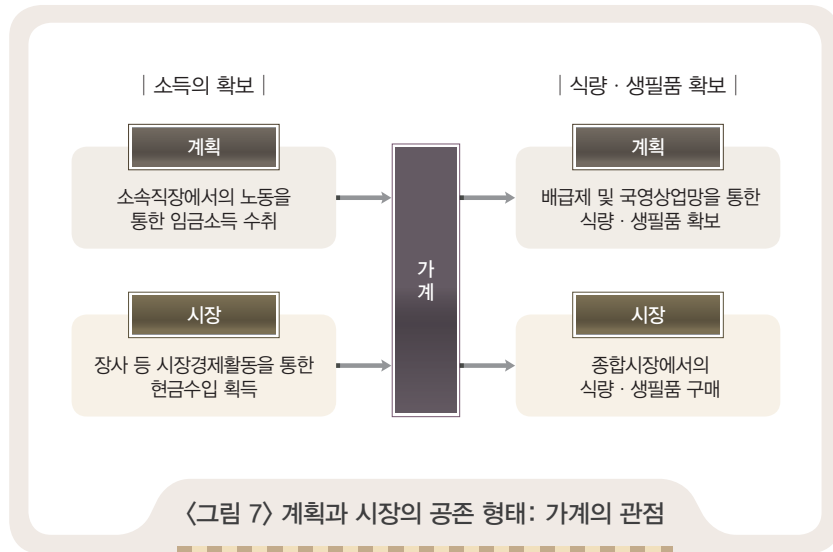 | 소득의 확보 |
계획
소속직장에서의 노동을
통한 임금소득 수취
시장
장사 등 시장경제활동을 통한
현금수입 획득
가
계
| 식량 · 생필품 확보 |
계획
배급제 및 국영상업망을 통한
식량 · 생필품 확보
시장
종합시장에서의
식량 · 생필품 구매
〈그림 7〉 계획과 시장의 공존 형태: 가계의 관점